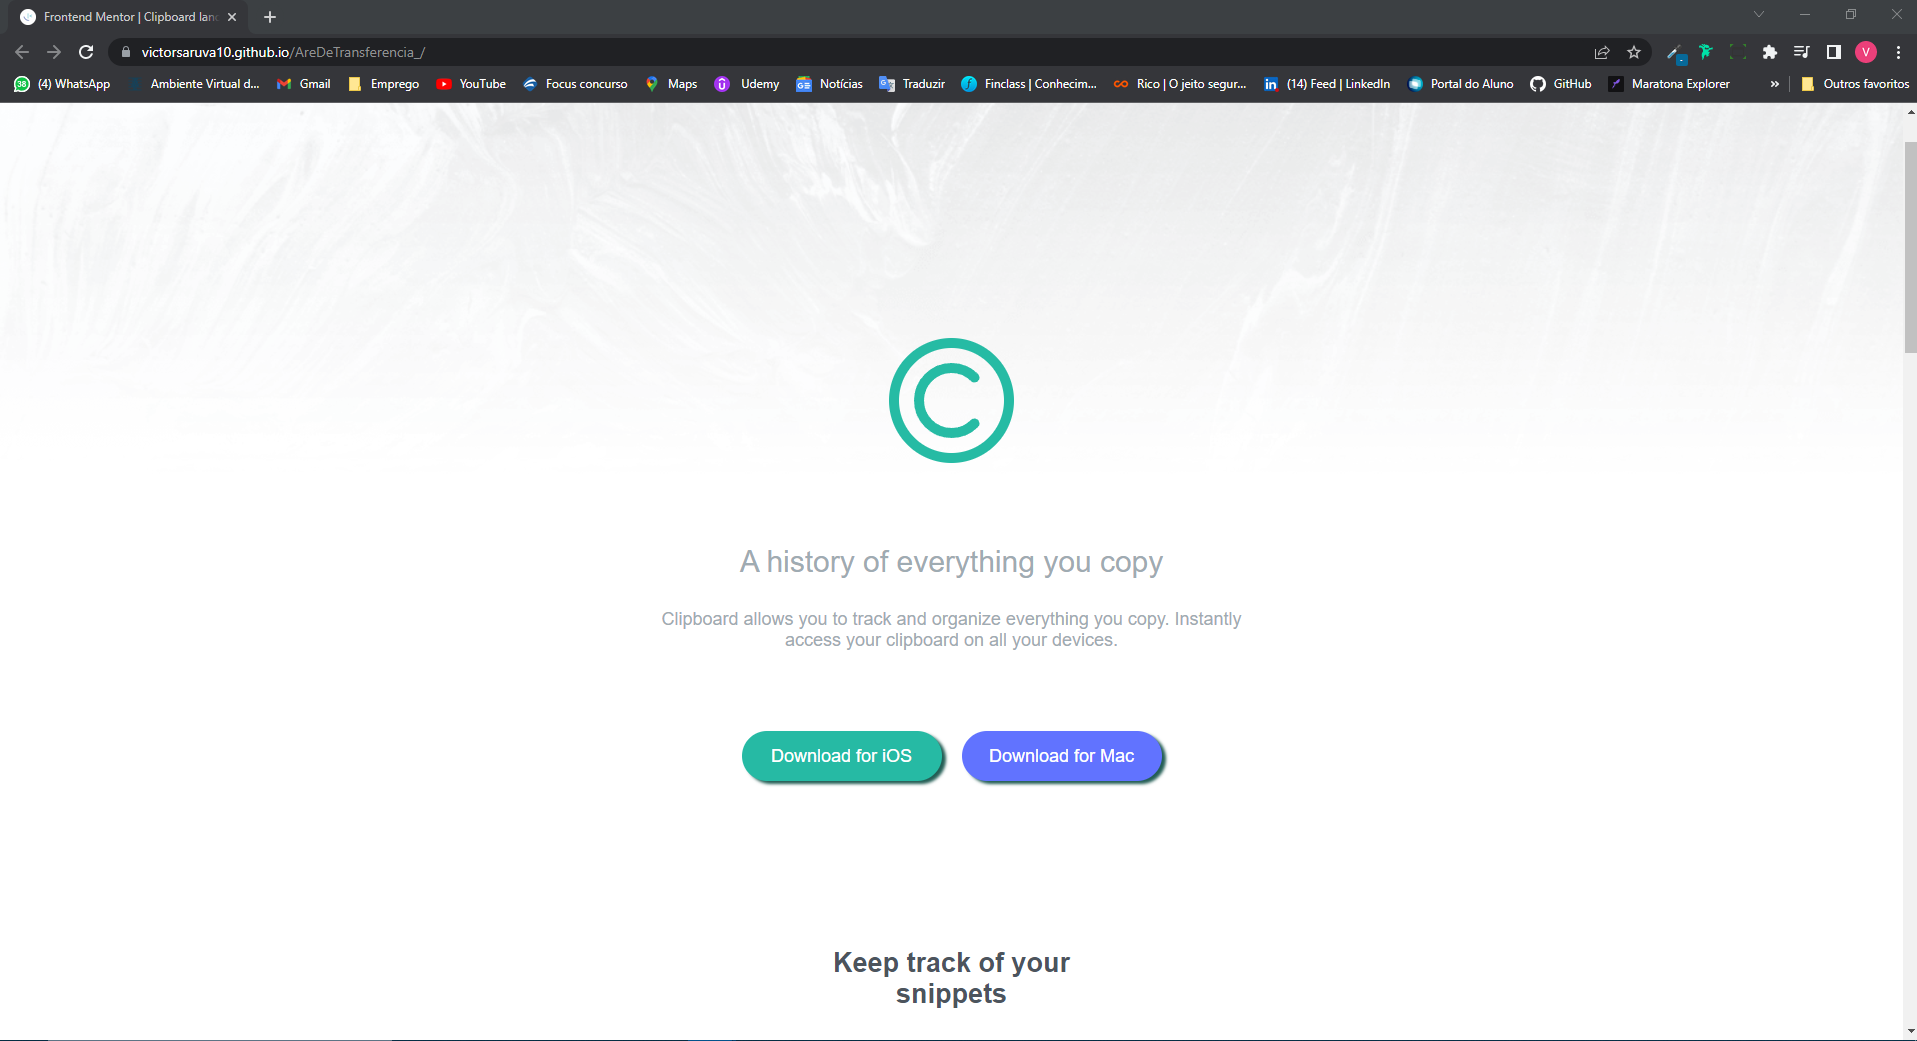 Frontend Mentor | Clipboard lan
victorsaruva10.github.io/AreDeTransferencia_/
38 (4) WhatsApp Ambiente Virtual d... Gmail Emprego YouTube Focus concurso Maps Udemy Notícias Traduzir Finclass | Conhecim... Rico | O jeito segur... (14) Feed | LinkedIn Portal do Aluno GitHub Maratona Explorer » Outros favoritos
V
A history of everything you copy
Clipboard allows you to track and organize everything you copy. Instantly
access your clipboard on all your devices.
Download for iOS Download for Mac
Keep track of your
snippets